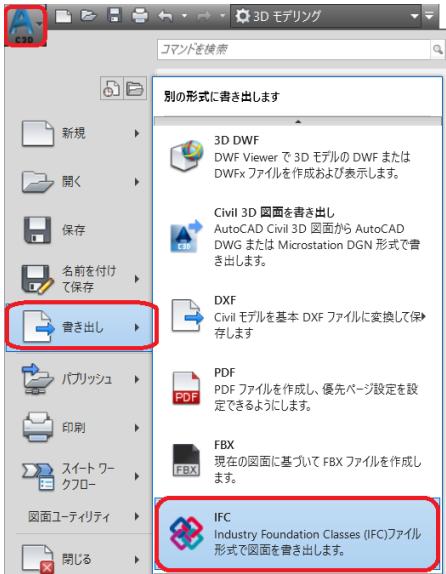 3D モデリング
C3D
コマンドを検索
別の形式に書き出します
新規
開く
保存
名前を付け
て保存
書き出し
パブリッシュ
印刷
スイート ワー
クフロー
図面ユーティリティ
閉じる
3D DWF
DWF Viewer で 3D モデルの DWF または
DWFx ファイルを作成および表示します。
Civil 3D 図面を書き出し
AutoCAD Civil 3D 図面から AutoCAD
DWG または Microstation DGN 形式で書
き出します。
DXF
Civil モデルを基本 DXF ファイルに変換して保
存します
PDF
PDF ファイルを作成し、優先ページ設定を設
定できるようにします。
FBX
現在の図面に基づいて FBX ファイルを作成し
ます。
IFC
Industry Foundation Classes (IFC)ファイル
形式で図面を書き出します。